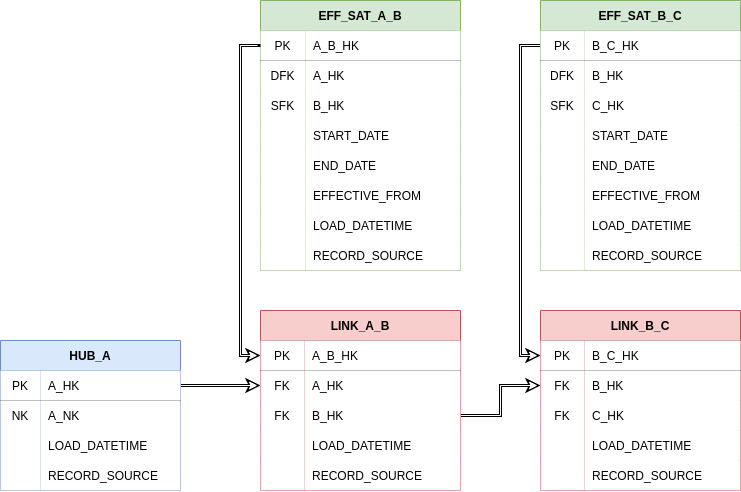 EFF_SAT_A_B
PK A_B_HK
DFK A_HK
SFK B_HK
START_DATE
END_DATE
EFFECTIVE_FROM
LOAD_DATETIME
RECORD_SOURCE
EFF_SAT_B_C
PK B_C_HK
DFK B_HK
SFK C_HK
START_DATE
END_DATE
EFFECTIVE_FROM
LOAD_DATETIME
RECORD_SOURCE
HUB_A
PK A_HK
NK A_NK
LOAD_DATETIME
RECORD_SOURCE
LINK_A_B
PK A_B_HK
FK A_HK
FK B_HK
LOAD_DATETIME
RECORD_SOURCE
LINK_B_C
PK B_C_HK
FK B_HK
FK C_HK
LOAD_DATETIME
RECORD_SOURCE